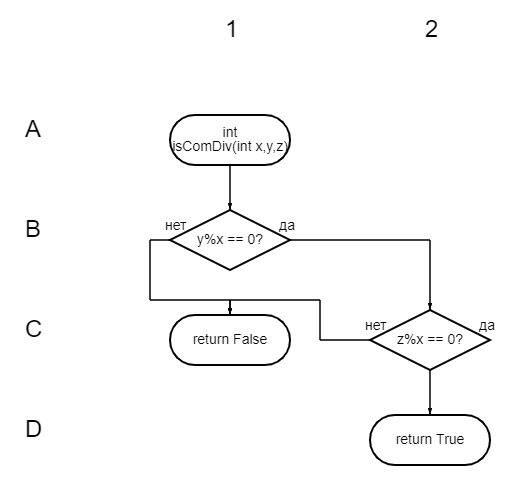 1
2
A
int
isComDiv(int x,y,z)
B
нет
y%x == 0?
да
C
return False
нет
z%x == 0?
да
D
return True